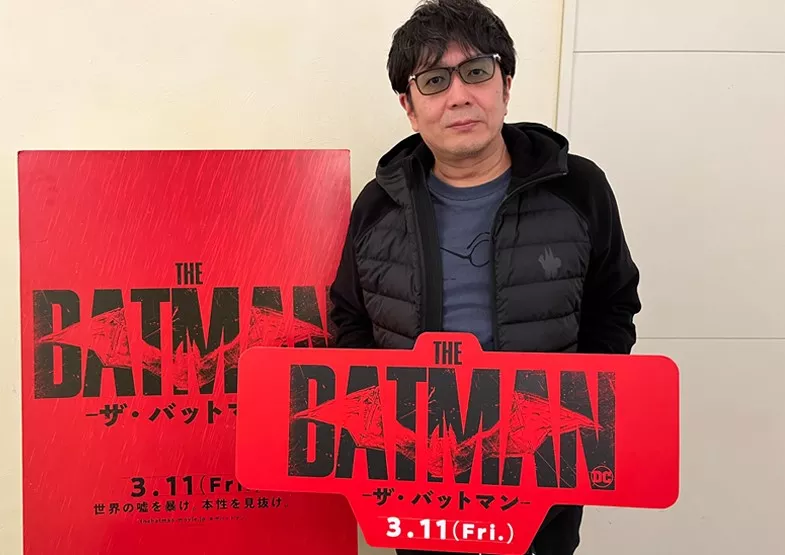 THE
BATMAN
-ザ・バットマ
3.11(Fri.
世界の嘘を暴け。本性を見抜け。
THE
BATMAN
DC
-ザ・バットマン-
3.11(Fri.)